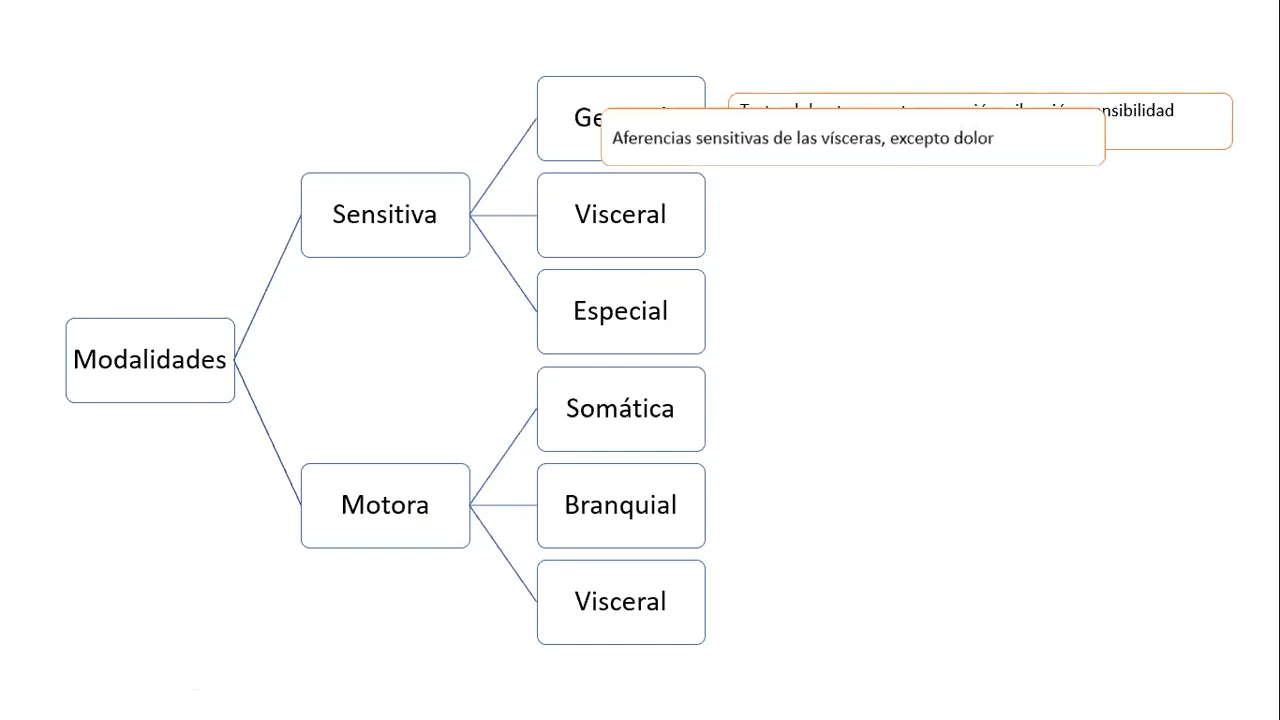 Ge
nsibilidad
Aferencias sensitivas de las vísceras, excepto dolor
Sensitiva
Visceral
Especial
Modalidades
Somática
Motora
Branquial
Visceral